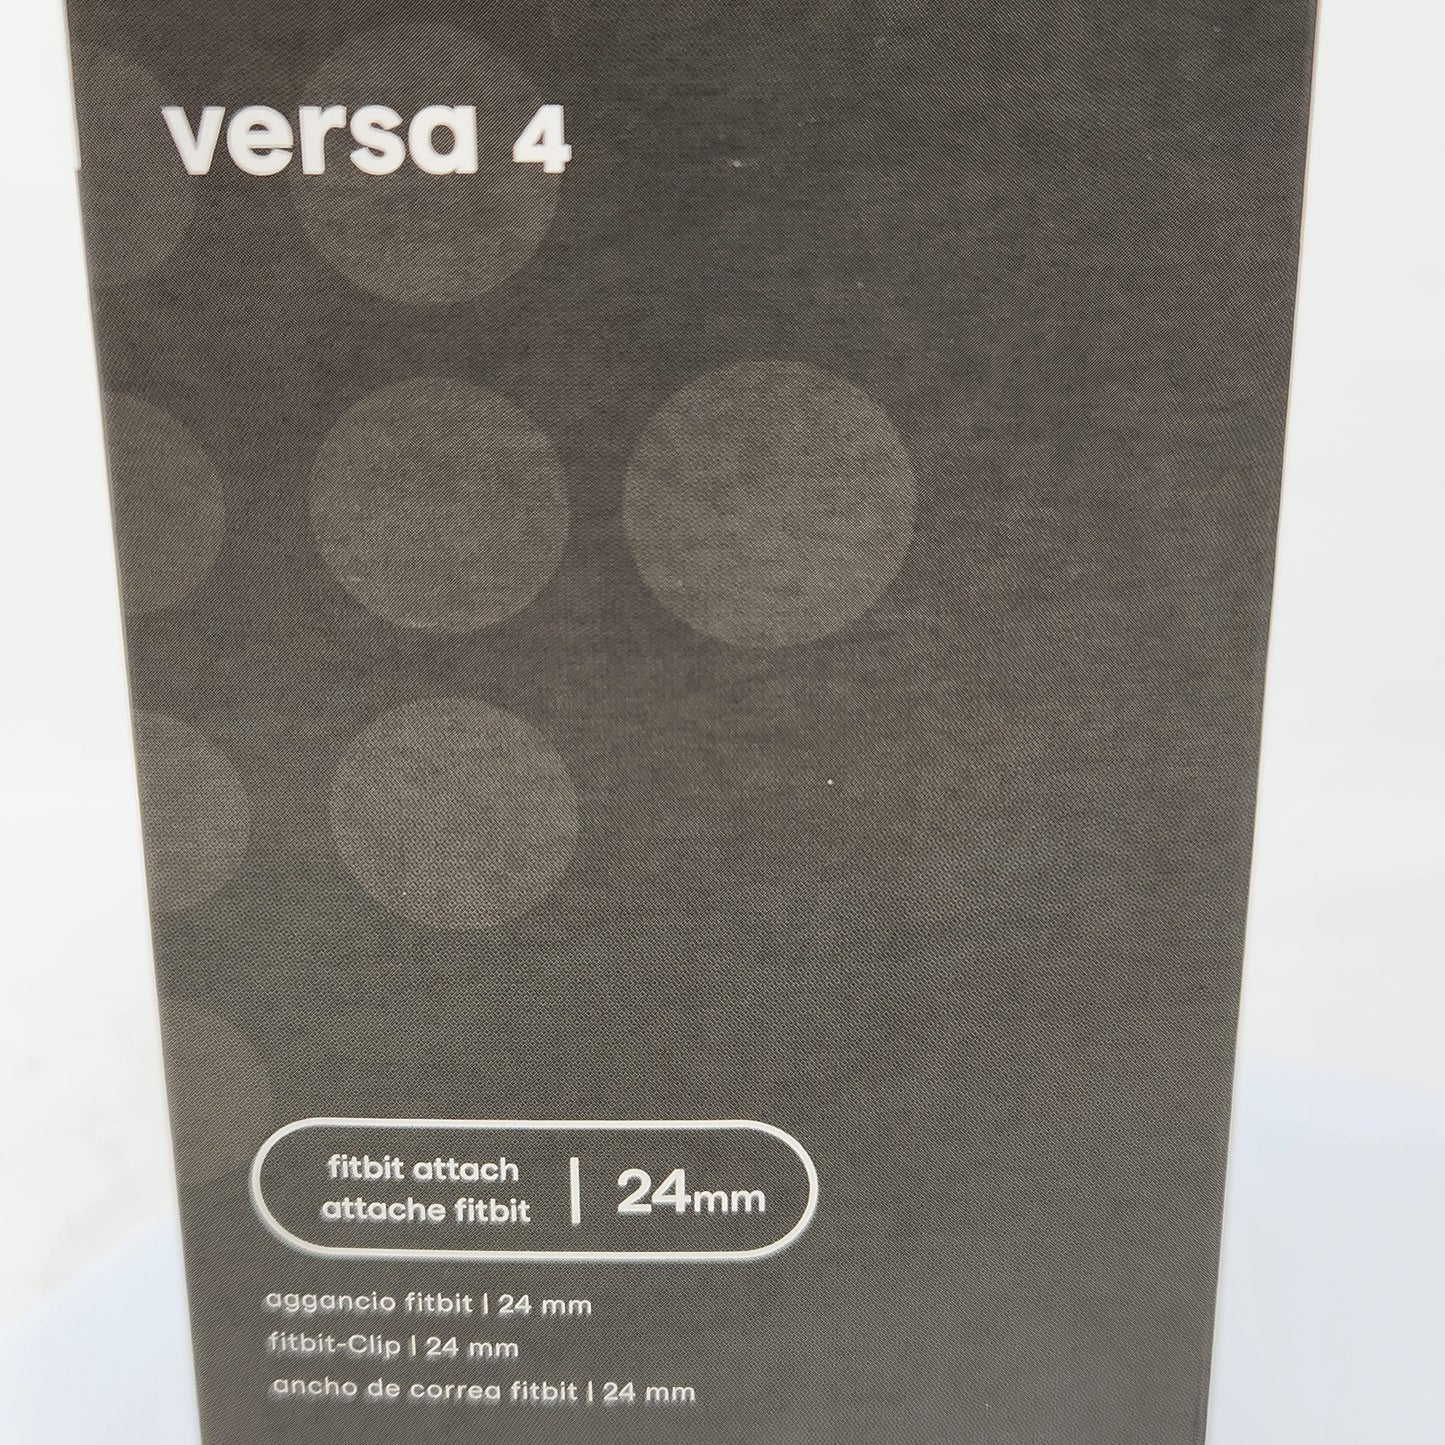 versa 4
fitbit attach
attache fitbit | 24mm
aggancio fitbit | 24 mm
fitbit-Clip | 24 mm
ancho de correa fitbit | 24 mm